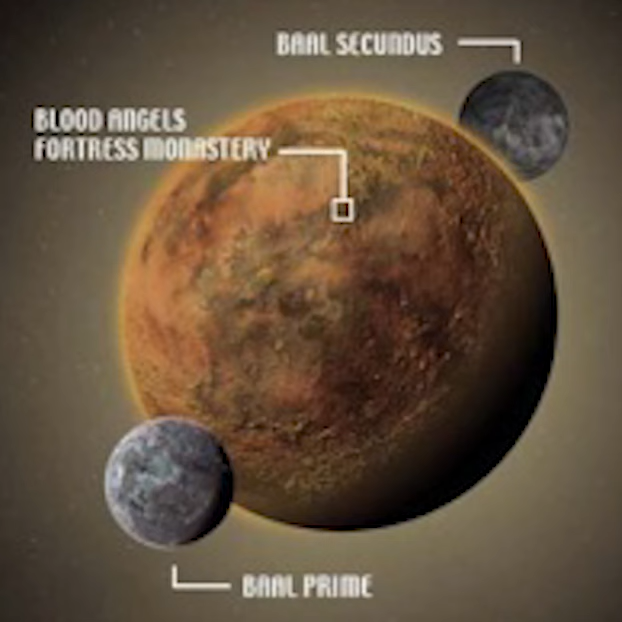 BAAL SECUNDUS
BLOOD ANGELS
FORTRESS MONASTERY
BAAL PRIME